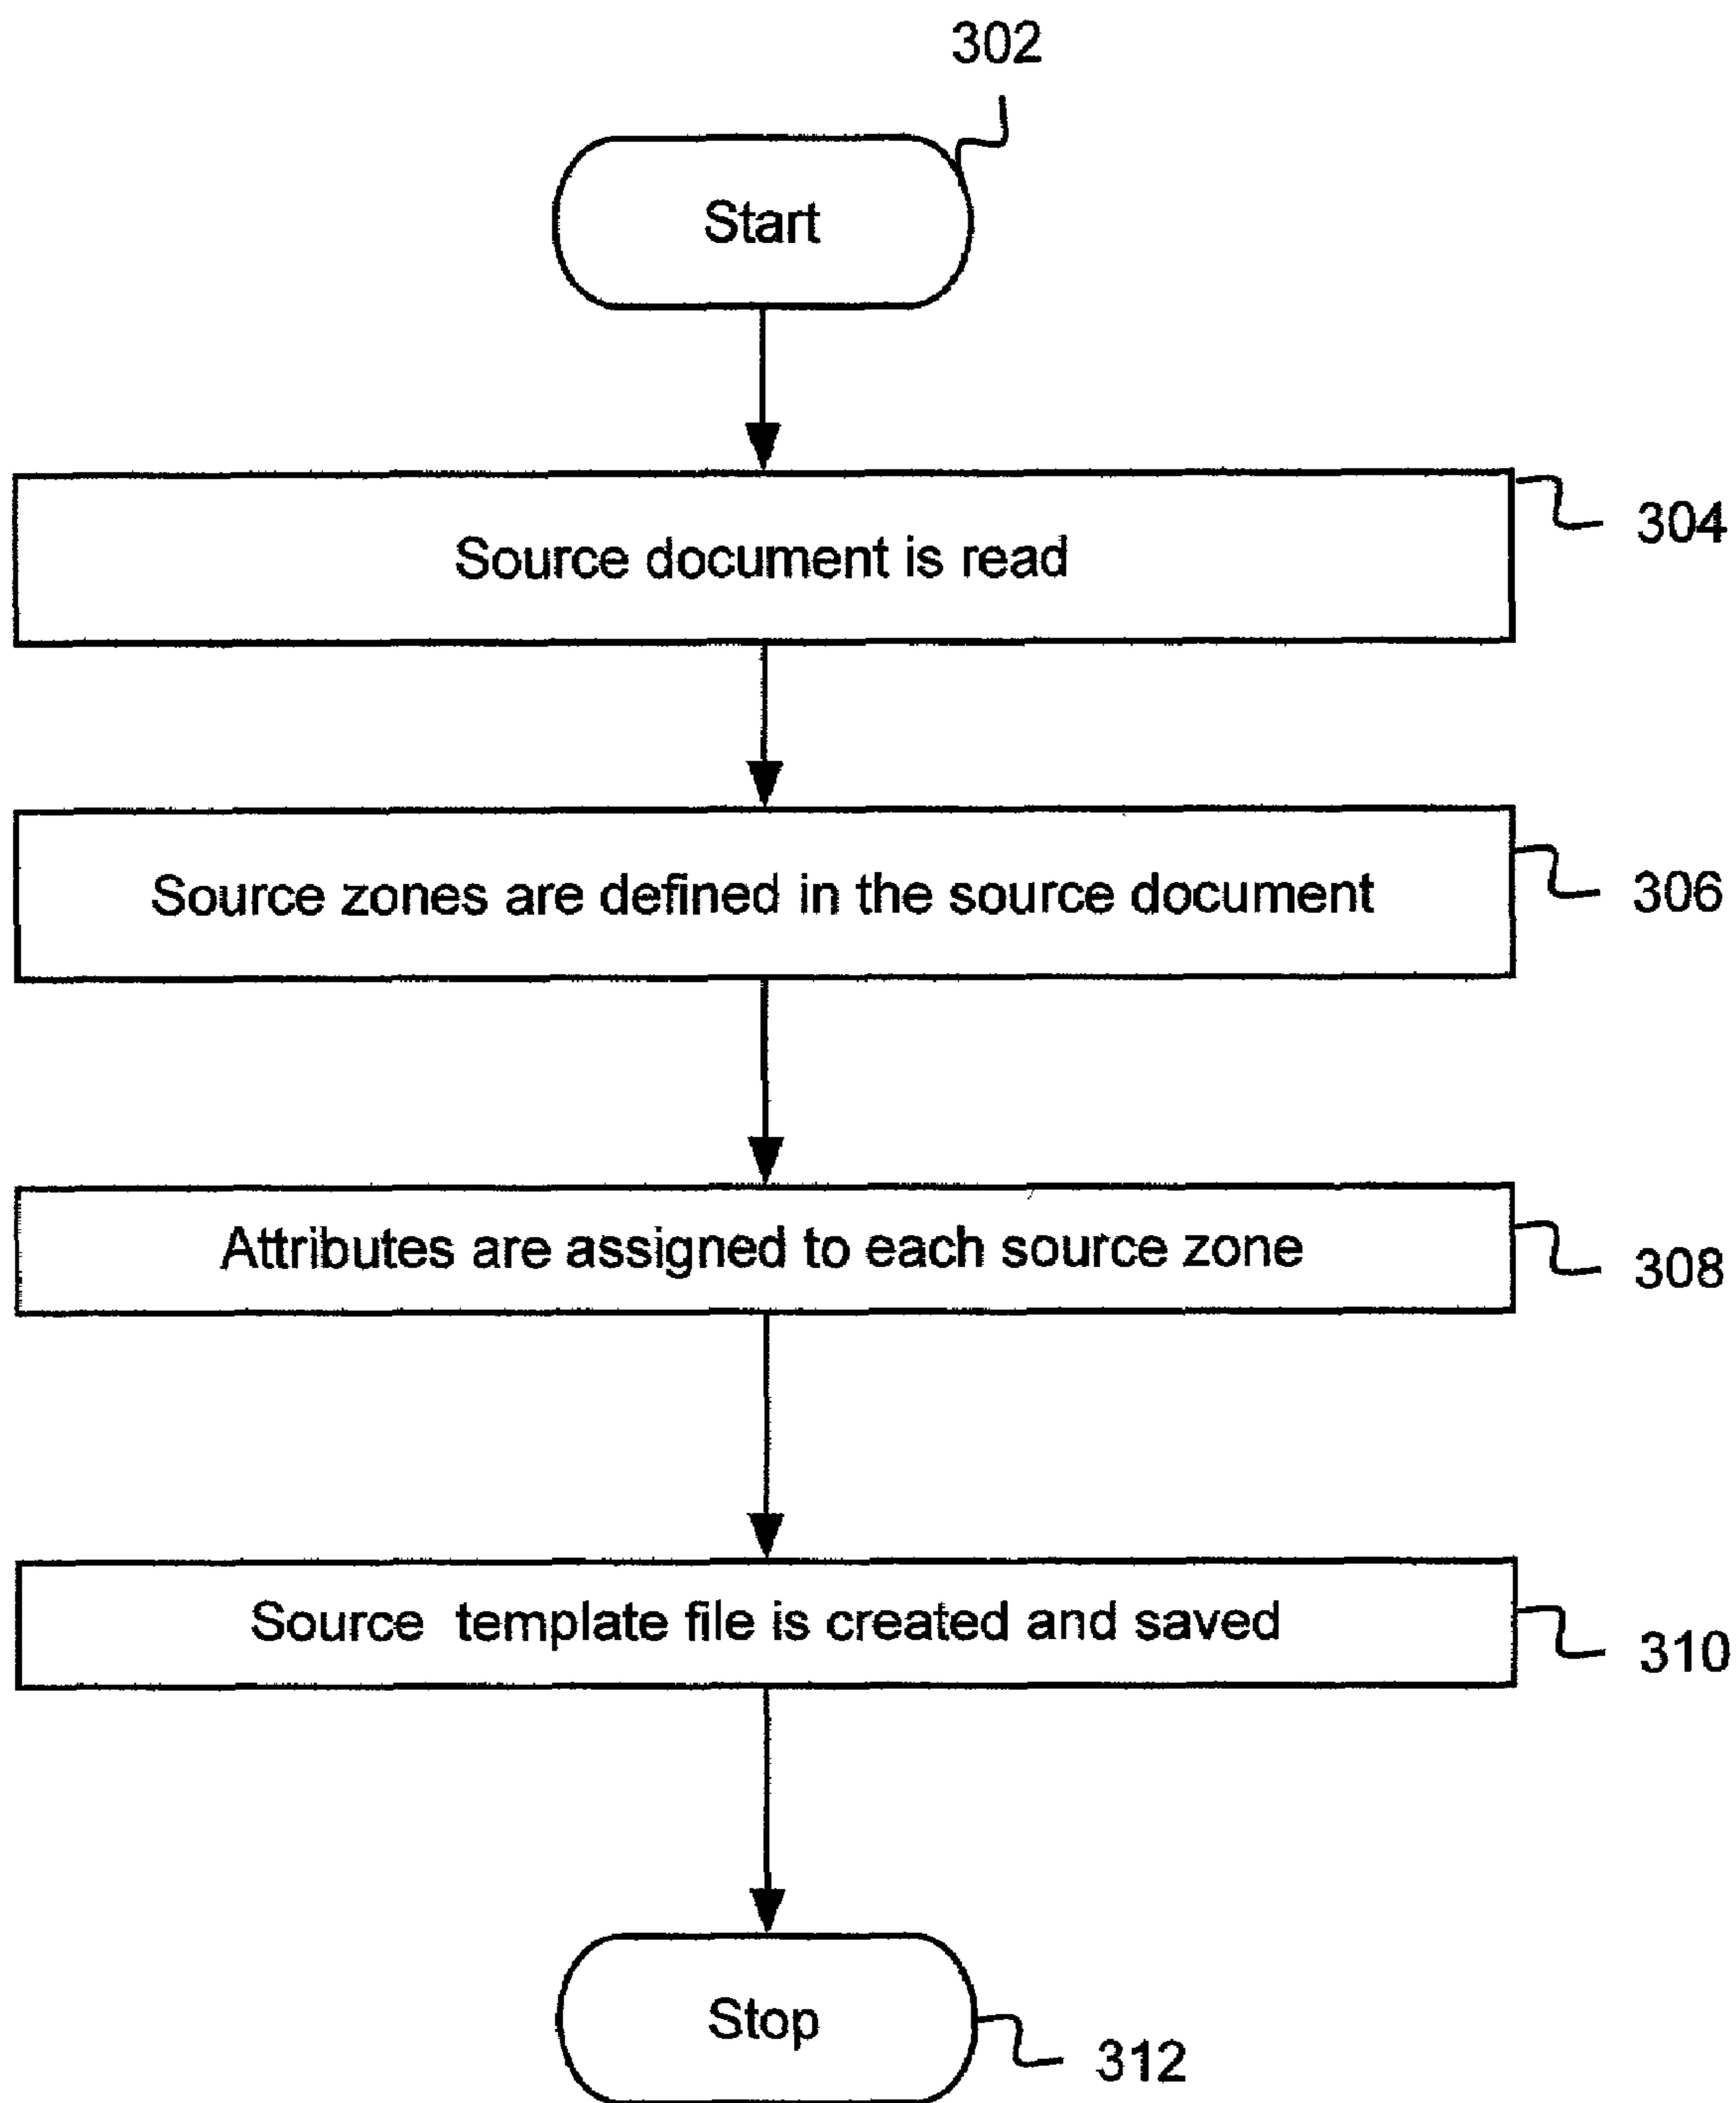 302
Start
Source document is read
304
Source zones are defined in the source document
306
Attributes are assigned to each source zone
308
Source template file is created and saved
310
Stop
312